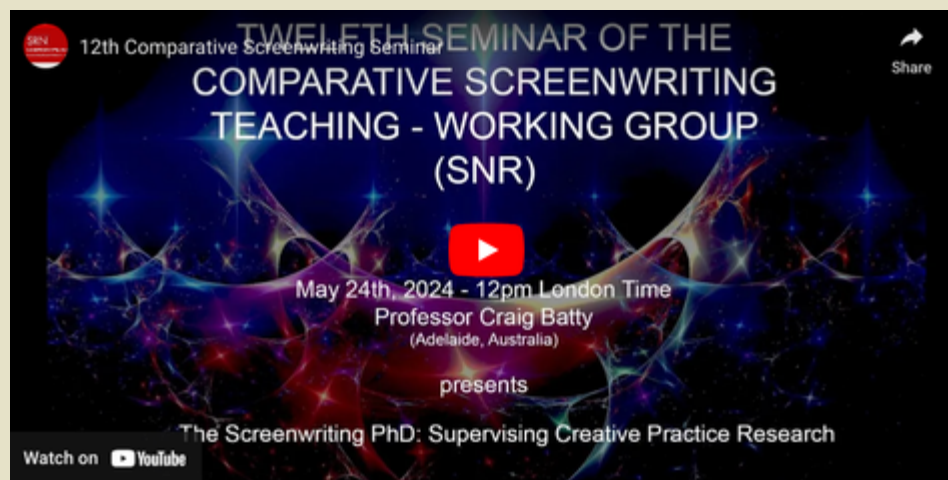 SRN
12th Comparative Screenwriting Seminar
Share
TWELFTH SEMINAR OF THE
COMPARATIVE SCREENWRITING
TEACHING - WORKING GROUP
(SNR)
May 24th, 2024 - 12pm London Time
Professor Craig Batty
(Adelaide, Australia)
presents
The Screenwriting PhD: Supervising Creative Practice Research
Watch on YouTube